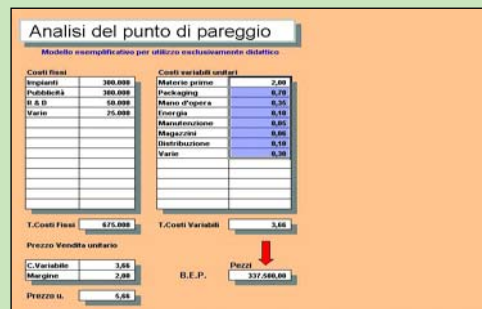 Analisi del punto di pareggio
Modello esemplificativo per utilizzo esclusivamente didattico
Costi fissi
Impianti 300.000
Pubblicità 300.000
R & D 50.000
Varie 25.000
T.Costi Fissi 675.000
Costi variabili unitari
Materie prime 2,00
Packaging 0,70
Mano d'opera 0,35
Energia 0,10
Manutenzione 0,05
Magazzini 0,06
Distribuzione 0,10
Varie 0,30
T.Costi Variabili 3,66
Prezzo Vendita unitario
C.Variabile 3,66
Margine 2,00
Prezzo u. 5,66
Pezzi
B.E.P. 337.500,00